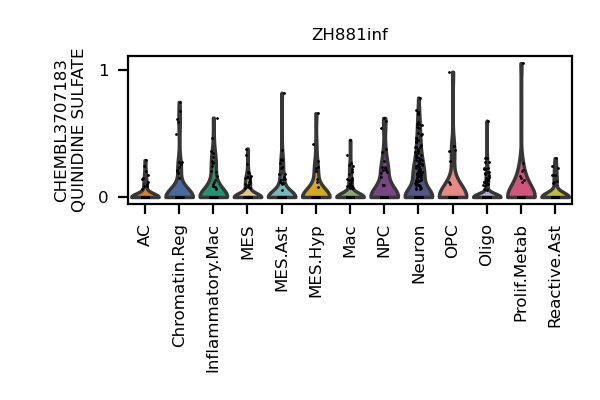 ZH881inf
CHEMBL3707183
QUINIDINE SULFATE
1
0
AC
Chromatin.Reg
Inflammatory.Mac
MES
MES.Ast
MES.Hyp
Mac
NPC
Neuron
OPC
Oligo
Prolif.Metab
Reactive.Ast